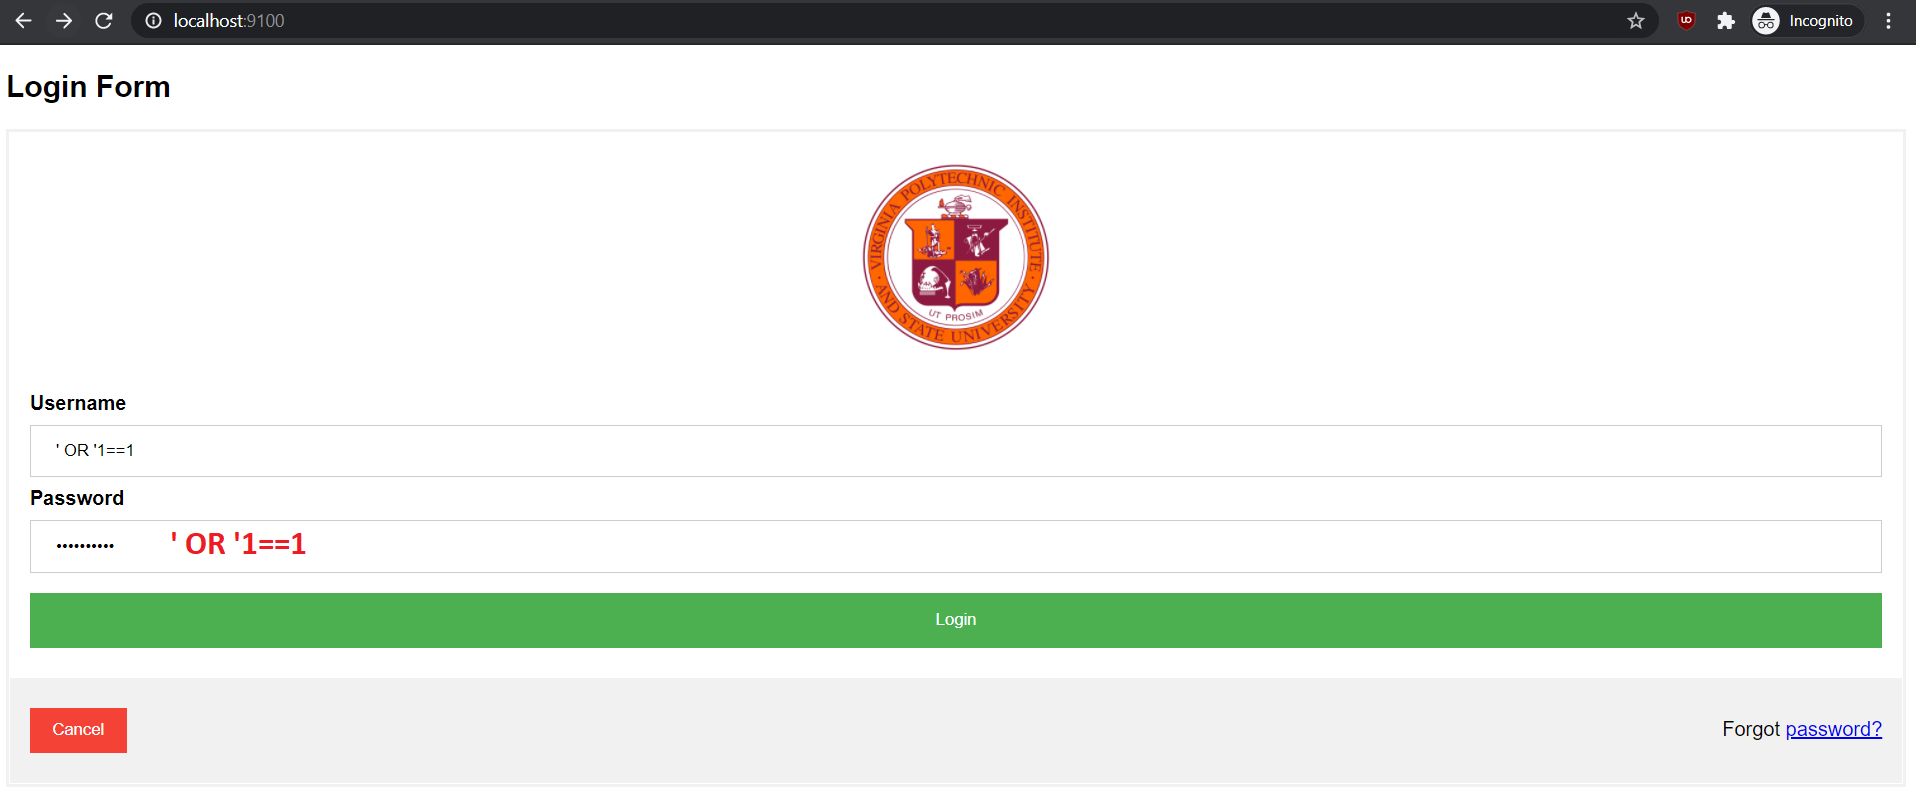 localhost:9100
Incognito
Login Form
VIRGINIA POLYTECHNIC INSTITUTE
AND STATE UNIVERSITY
UT PROSIM
Username
' OR '1==1
Password
•••••••••• ' OR '1==1
Login
Cancel
Forgot password?